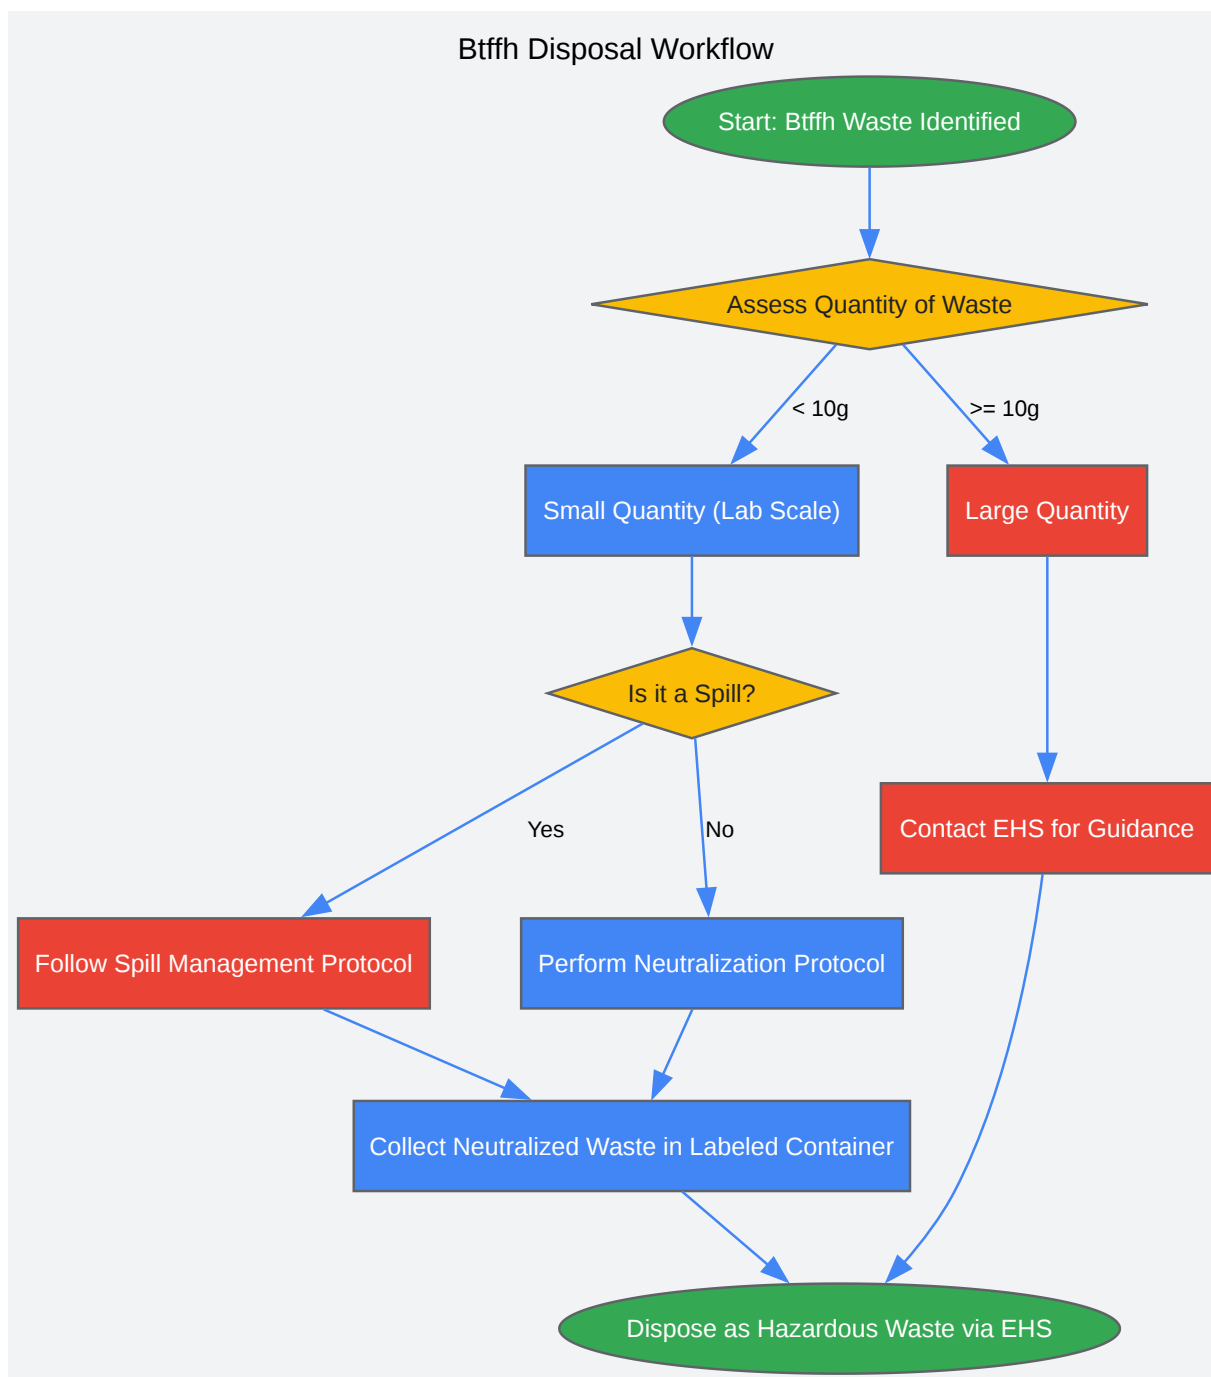 Btffh Disposal Workflow
Start: Btffh Waste Identified
Assess Quantity of Waste
< 10g
>= 10g
Small Quantity (Lab Scale)
Large Quantity
Is it a Spill?
Yes
No
Contact EHS for Guidance
Follow Spill Management Protocol
Perform Neutralization Protocol
Collect Neutralized Waste in Labeled Container
Dispose as Hazardous Waste via EHS